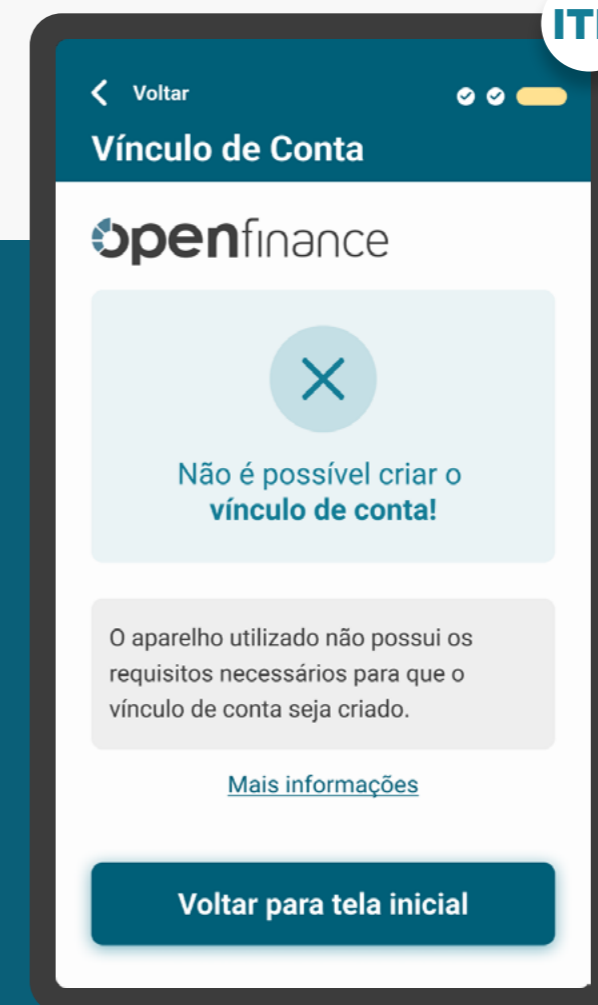 Voltar
Vínculo de Conta
openfinance
Não é possível criar o
vínculo de conta!
O aparelho utilizado não possui os
requisitos necessários para que o
vínculo de conta seja criado.
Mais informações
Voltar para tela inicial